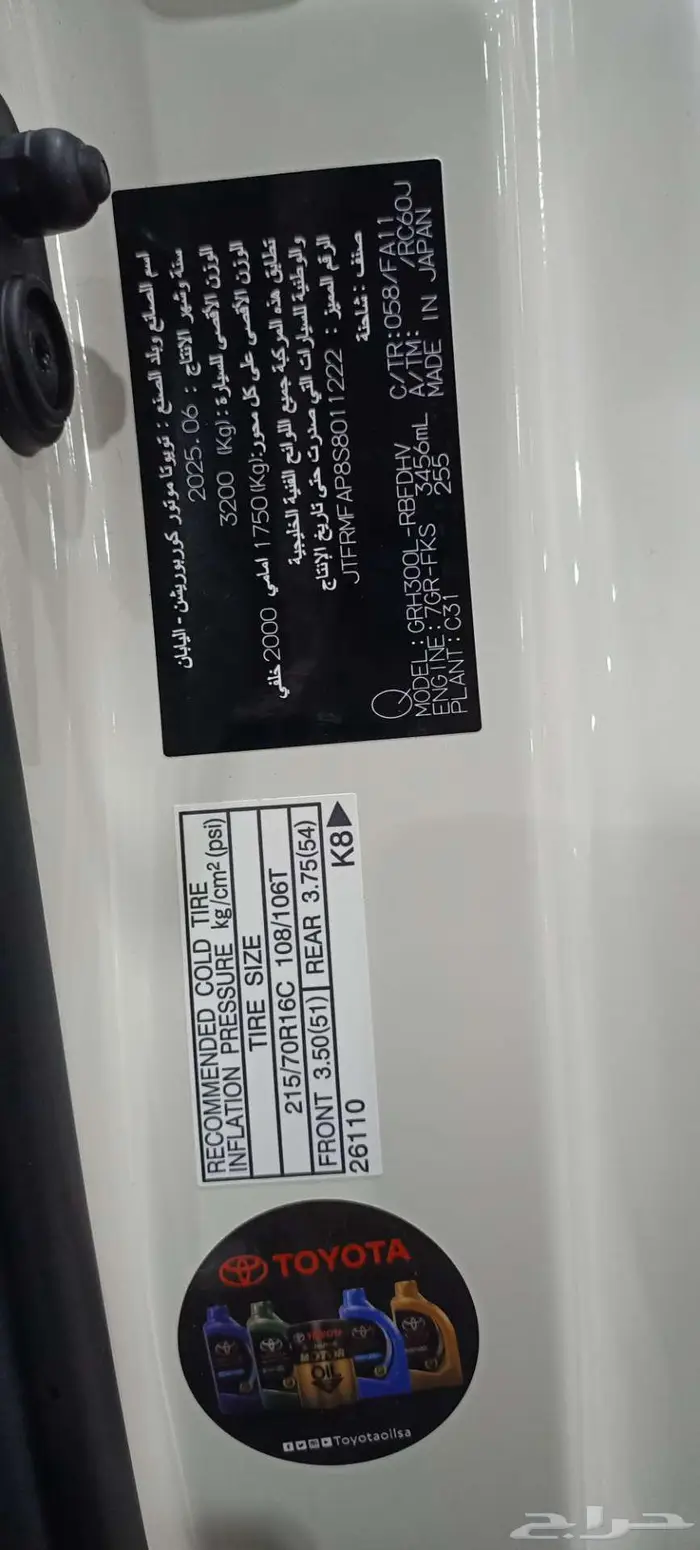 اسم الصانع وبلد الصنع : تويوتا موتور كوربوريشن - اليابان
سنة وشهر الانتاج : 2025.06
الوزن الأقصى للسيارة : (Kg) 3200
الوزن الأقصى على كل محور:(Kg) 1750 امامي 2000 خلفي
تطابق هذه المركبة جميع اللوائح الفنية الخليجية
والوطنية للسيارات التي صدرت حتى تاريخ الإنتاج
الرقم المميز : JTFRMFAP8S8011222
صنف : شاحنة
MODEL:GRH300L-RBFDHV C/TR:058/FA11
ENGINE:7GR-FKS 3456mL A/TM: /RC60J
PLANT:C31 255 MADE IN JAPAN
RECOMMENDED COLD TIRE
INFLATION PRESSURE kg/cm² (psi)
TIRE SIZE
215/70R16C 108/106T
FRONT 3.50(51) REAR 3.75(54)
26110 K8
TOYOTA
MOTOR
OIL
Toyotaoilsa
حراج